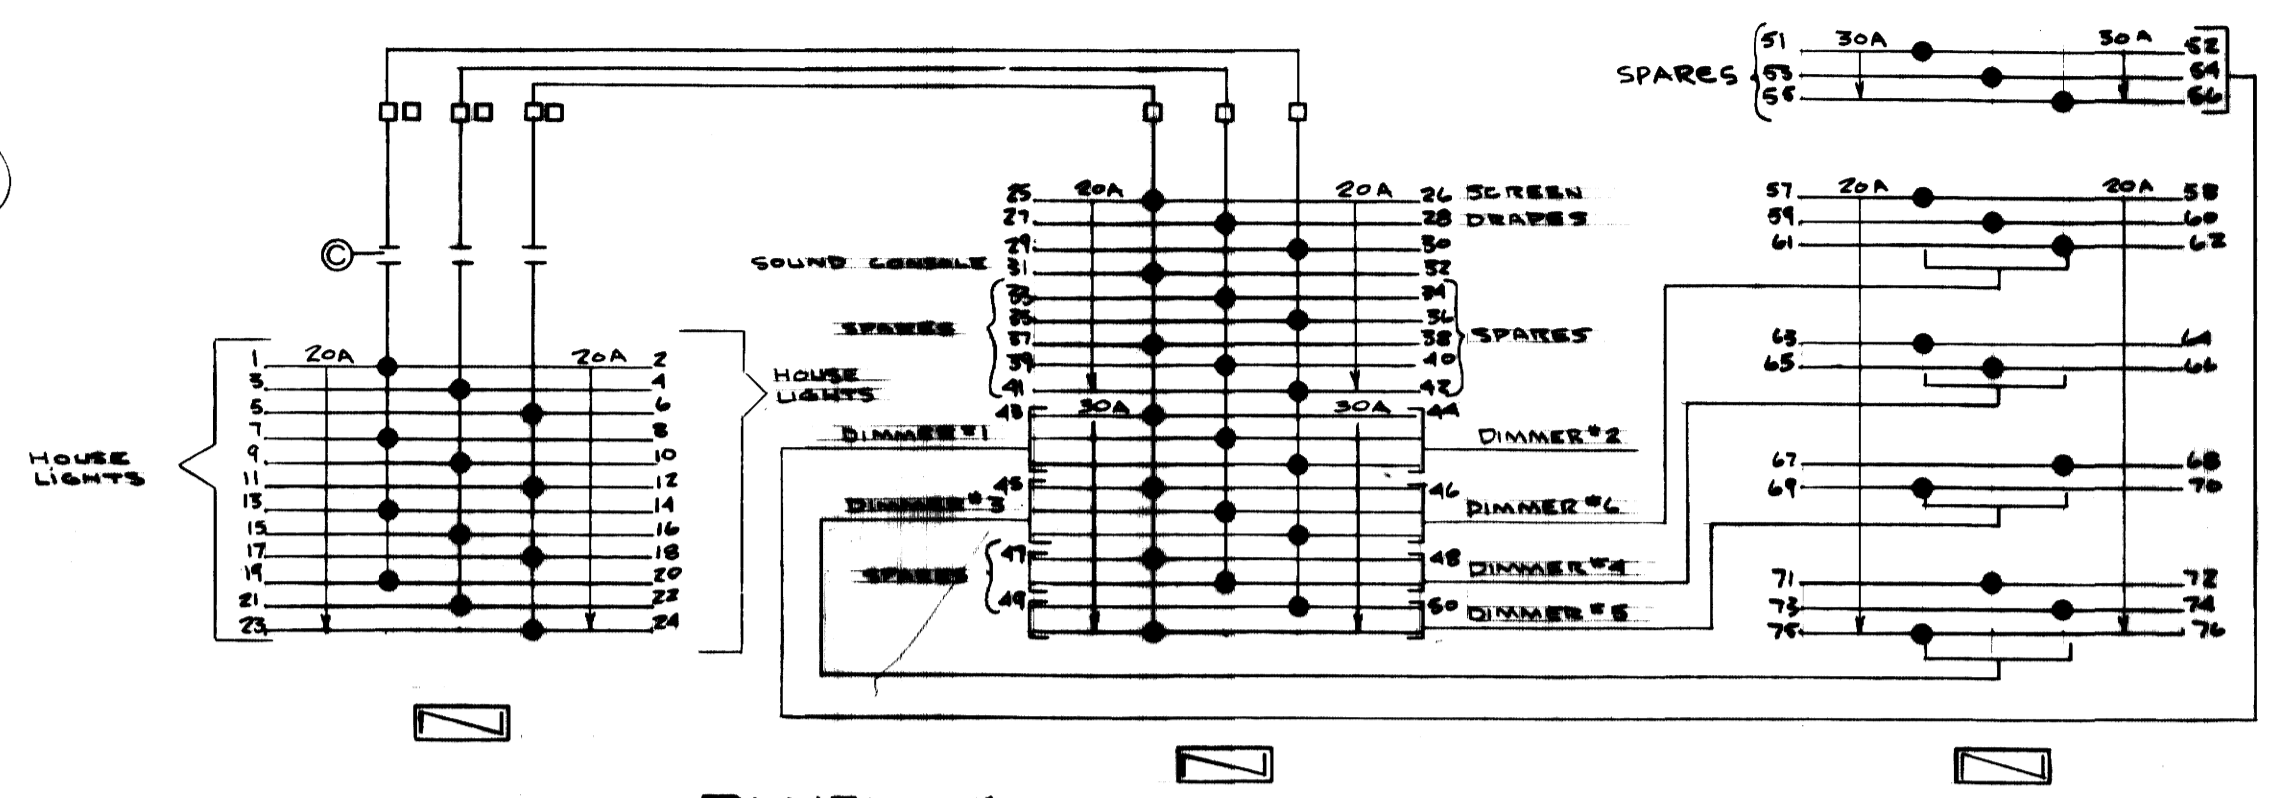 51 30A 30A 52
SPARES 53 54
55 56
25 20A 20A 26 SCREEN
27 28 DRAPES
29 30
SOUND CONSOLE 31 32
33 34
35 36
SPARES 37 38 SPARES
39 40
41 42
43 30A 30A 44
DIMMER #1 DIMMER #2
45 46
DIMMER #3 DIMMER #6
47 48 DIMMER #4
SPARES
49 50 DIMMER #5
57 20A 20A 58
59 60
61 62
63 64
65 66
67 68
69 70
71 72
73 74
75 76
©
1 20A 20A 2
3 4
5 6
7 8
9 10
11 12
13 14
15 16
17 18
19 20
21 22
23 24
HOUSE
LIGHTS
HOUSE
LIGHTS